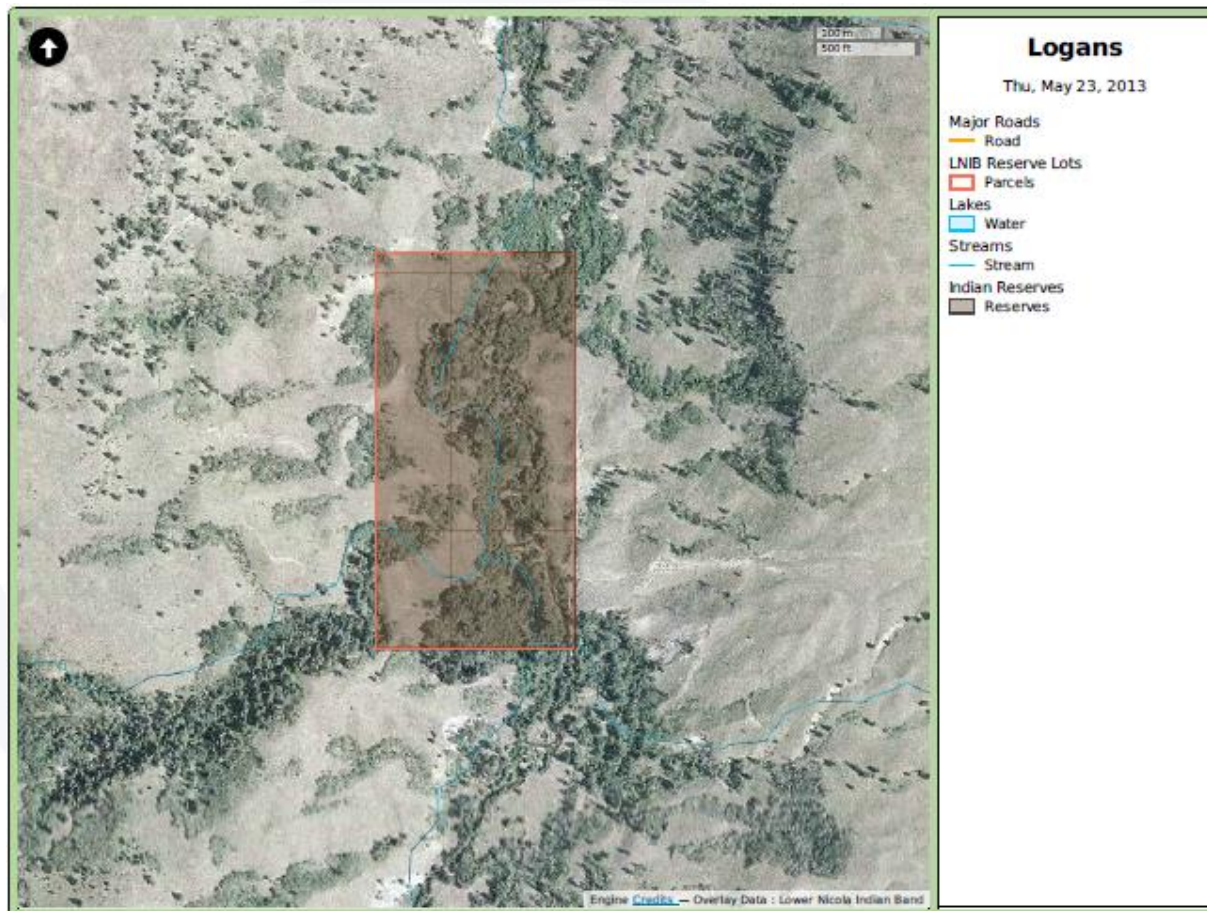 100 m
500 ft
Logans
Thu, May 23, 2013
Major Roads
Road
LNIB Reserve Lots
Parcels
Lakes
Water
Streams
Stream
Indian Reserves
Reserves
Engine Credits — Overlay Data : Lower Nicola Indian Band